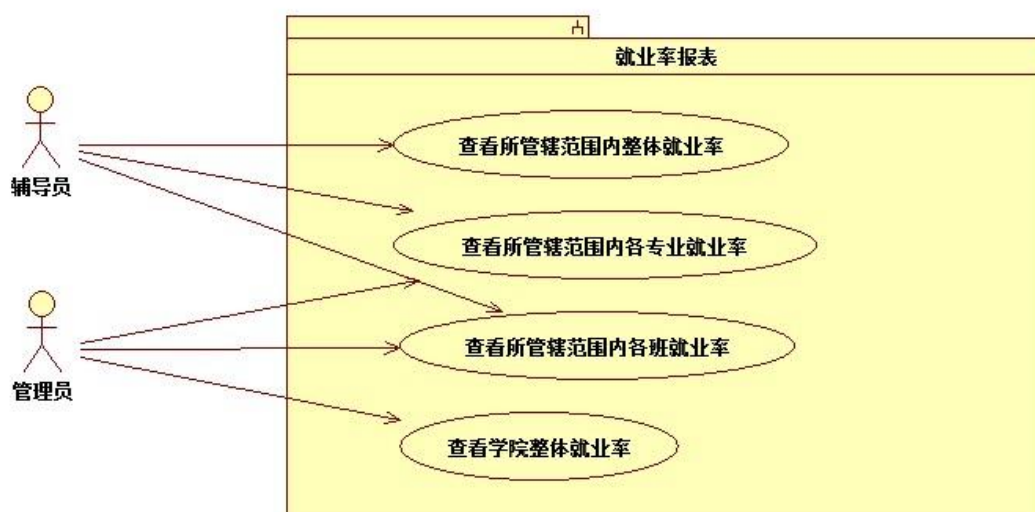 就业率报表
查看所管辖范围内整体就业率
辅导员
查看所管辖范围内各专业就业率
查看所管辖范围内各班就业率
管理员
查看学院整体就业率